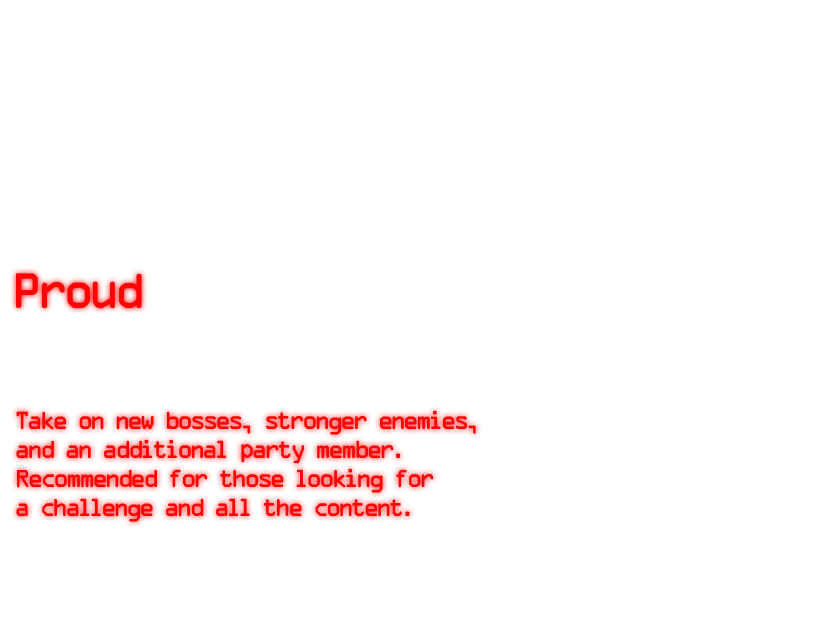 Proud
Take on new bosses, stronger enemies,
and an additional party member.
Recommended for those looking for
a challenge and all the content.